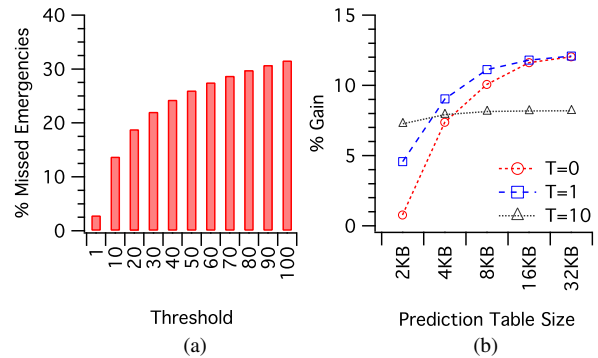 40
30
20
10
0
% Missed Emergencies
1
10
20
30
40
50
60
70
80
90
100
Threshold
(a)
15
10
5
0
% Gain
T=0
T=1
T=10
2KB
4KB
8KB
16KB
32KB
Prediction Table Size
(b)